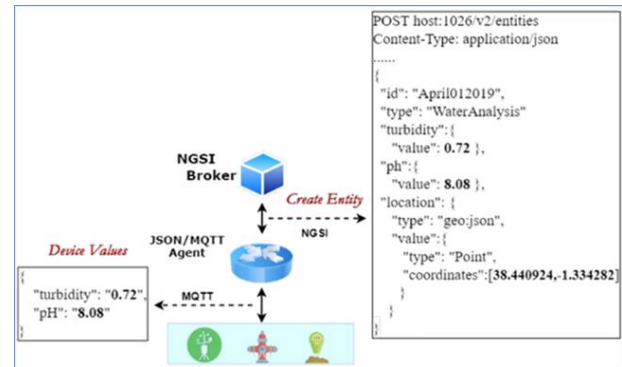 POST host:1026/v2/entities
Content-Type: application/json
......
{
"id": "April012019",
"type": "WaterAnalysis"
"turbidity":{
"value": 0.72 },
"ph":{
"value": 8.08 },
"location": {
"type": "geo:json",
"value":{
"type": "Point",
"coordinates":[38.440924,-1.334282]
}
}
}
NGSI
Broker
Create Entity
NGSI
JSON/MQTT
Agent
Device Values
MQTT
{
"turbidity": "0.72",
"pH": "8.08"
{